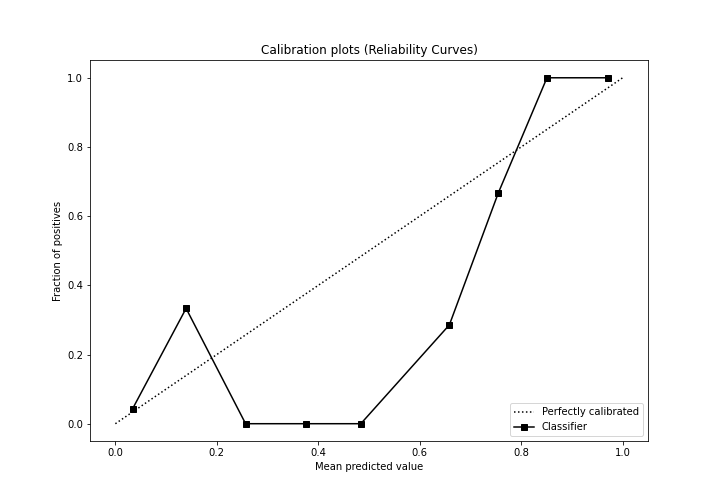 Calibration plots (Reliability Curves)
1.0
0.8
0.6
0.4
0.2
0.0
Fraction of positives
Perfectly calibrated
Classifier
0.0 0.2 0.4 0.6 0.8 1.0
Mean predicted value